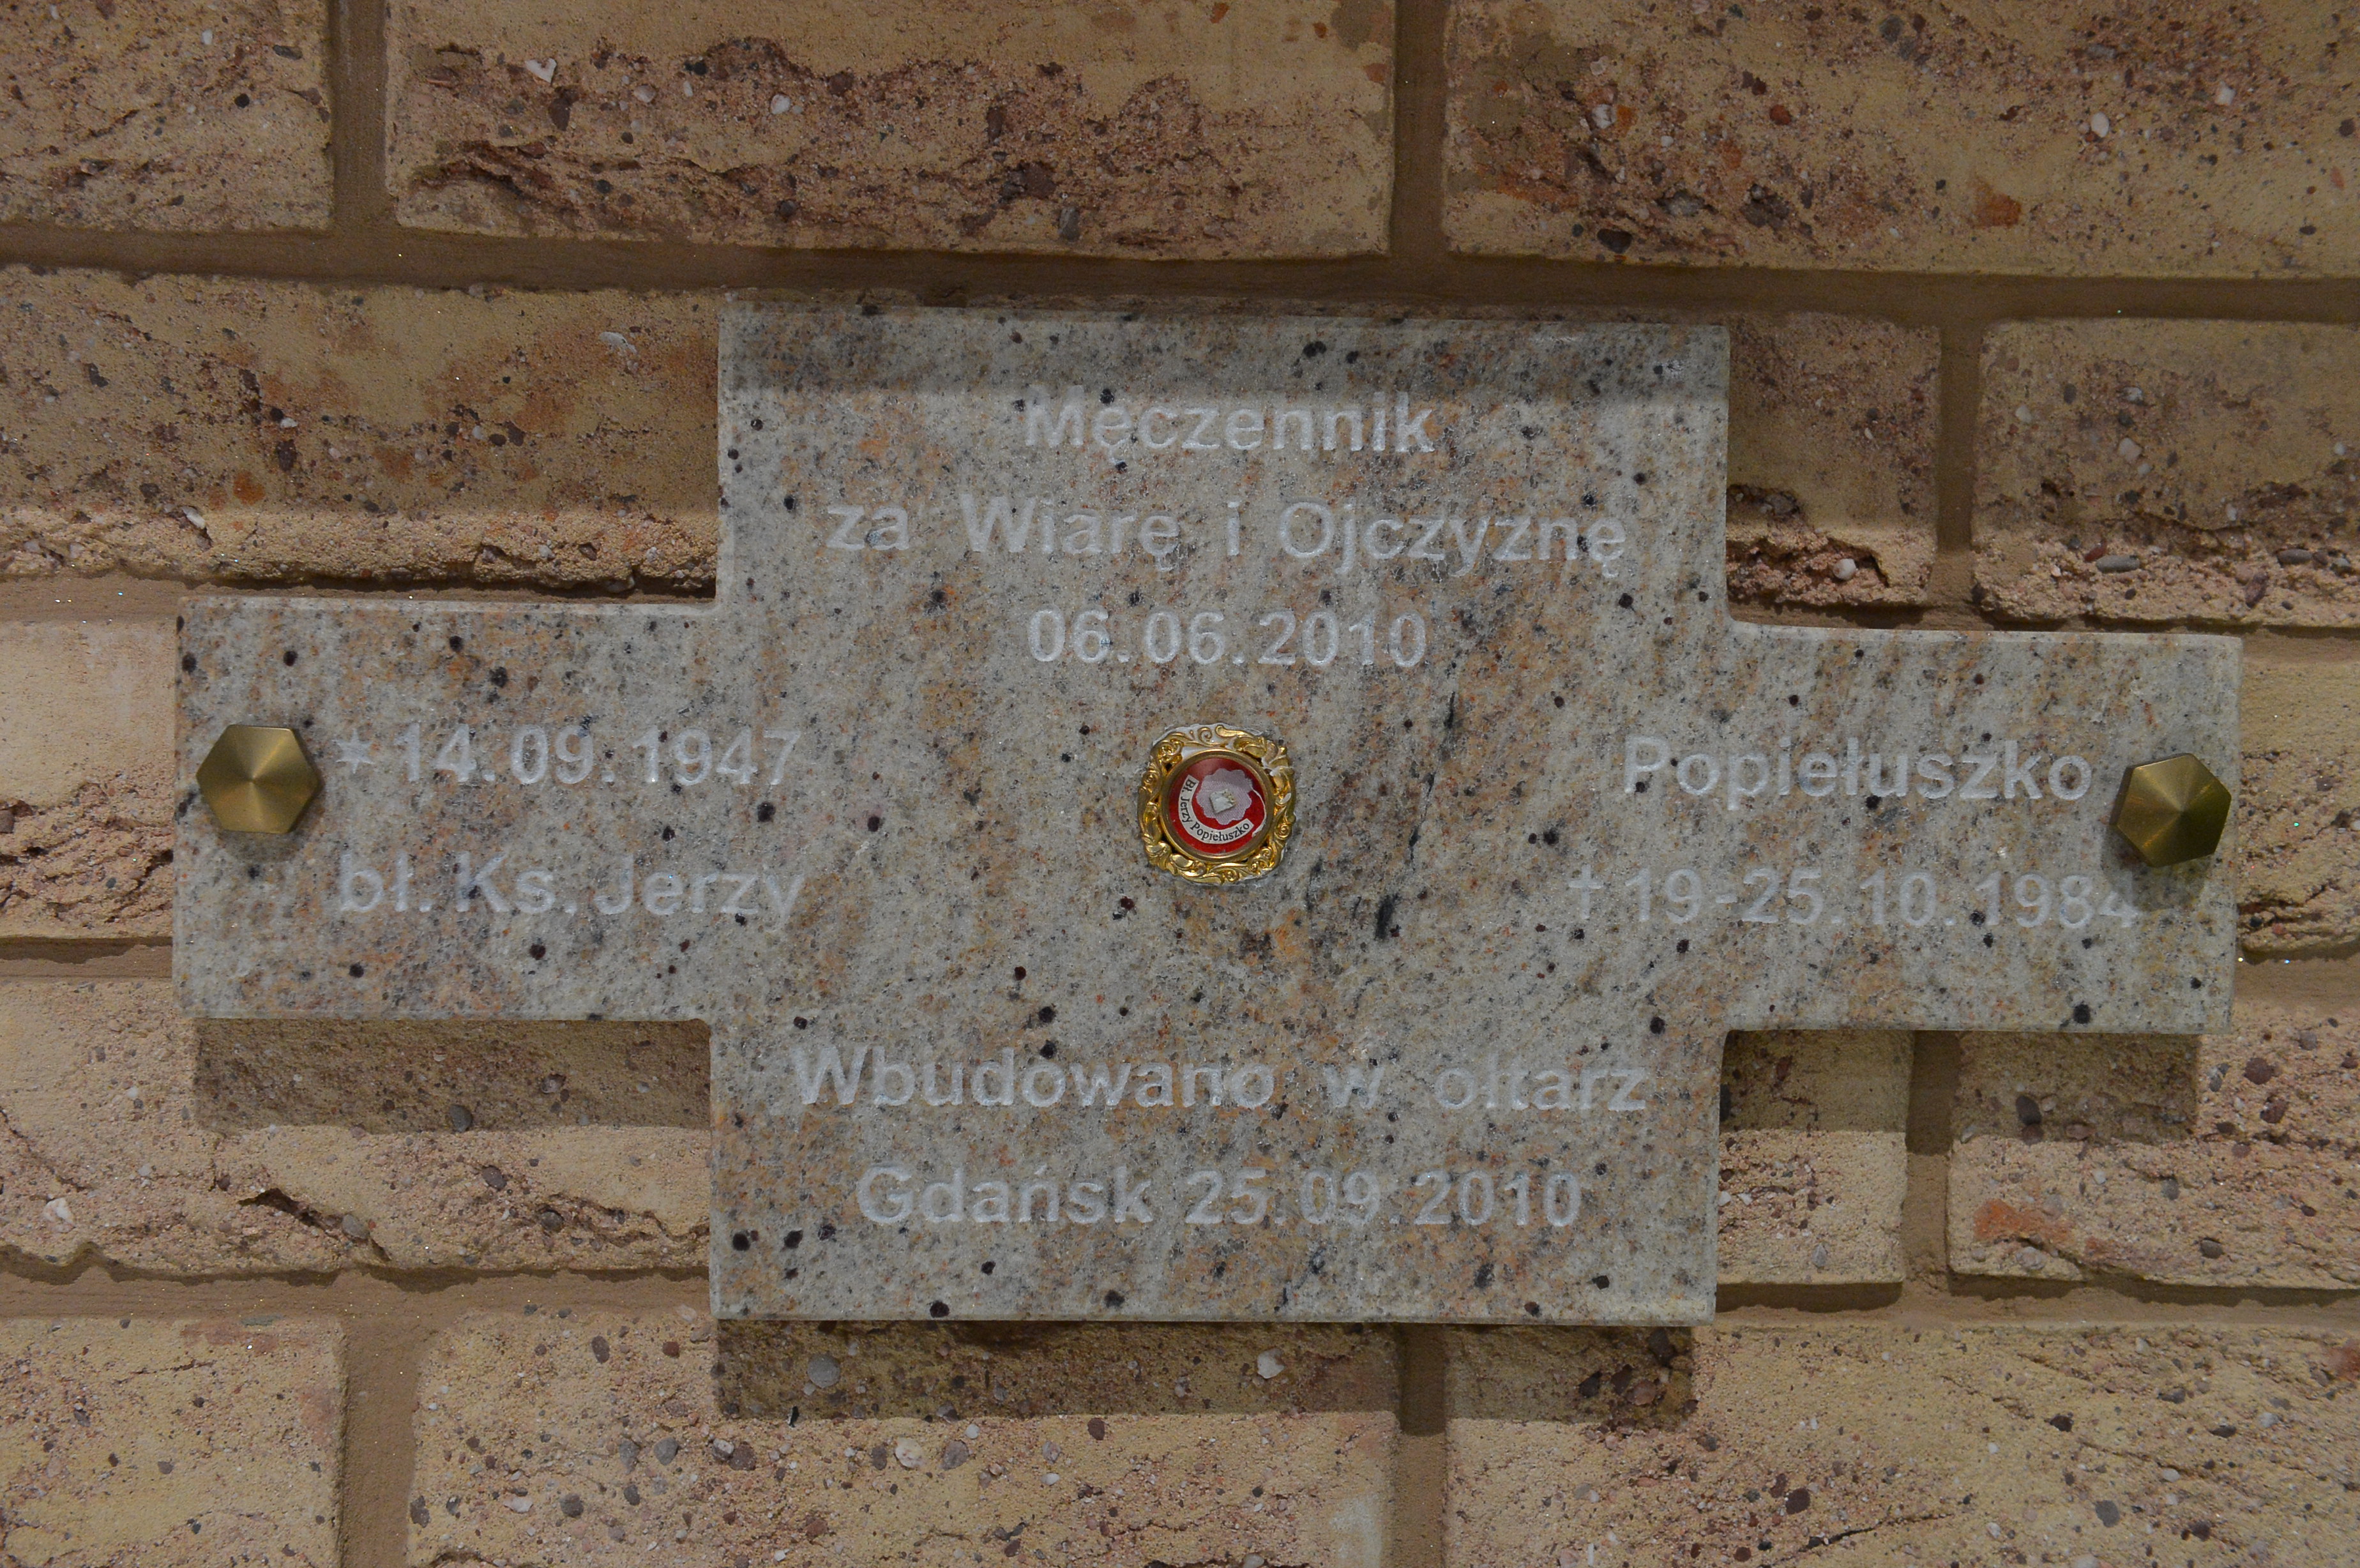 Męczennik
za Wiarę i Ojczyznę
06.06.2010
* 14.09.1947
bł. Ks. Jerzy
Bł. Jerzy Popiełuszko
Popiełuszko
† 19-25.10.1984
Wbudowano w ołtarz
Gdańsk 25.09.2010